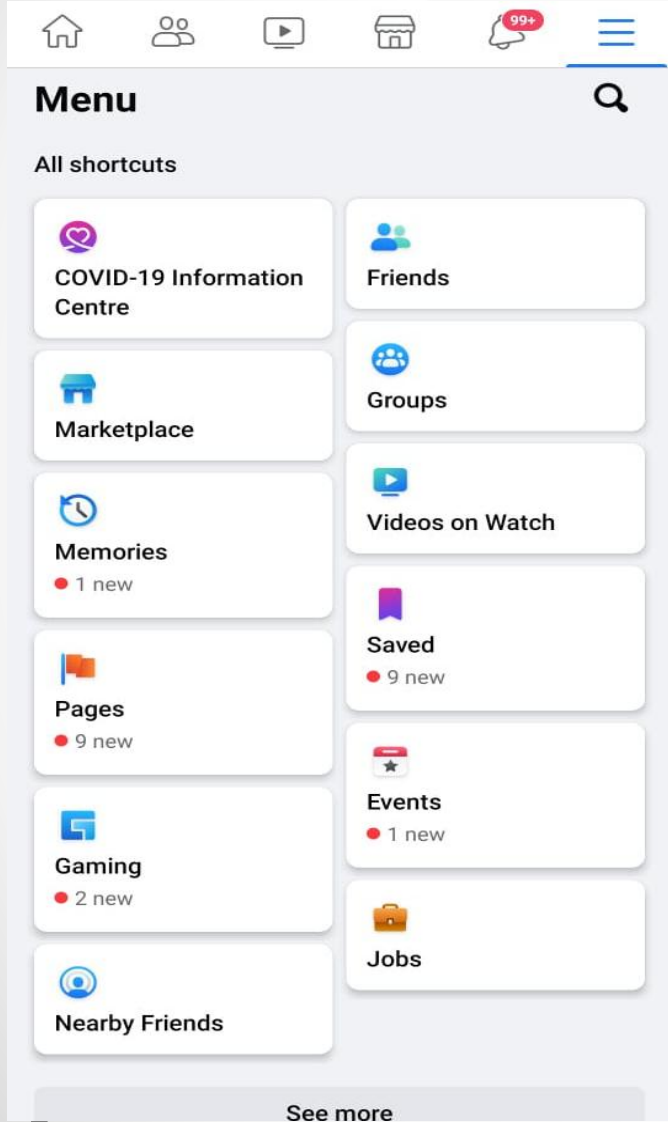 99+
Menu
All shortcuts
COVID-19 Information
Centre
Marketplace
Memories
1 new
Pages
9 new
Gaming
2 new
Nearby Friends
Friends
Groups
Videos on Watch
Saved
9 new
Events
1 new
Jobs
See more